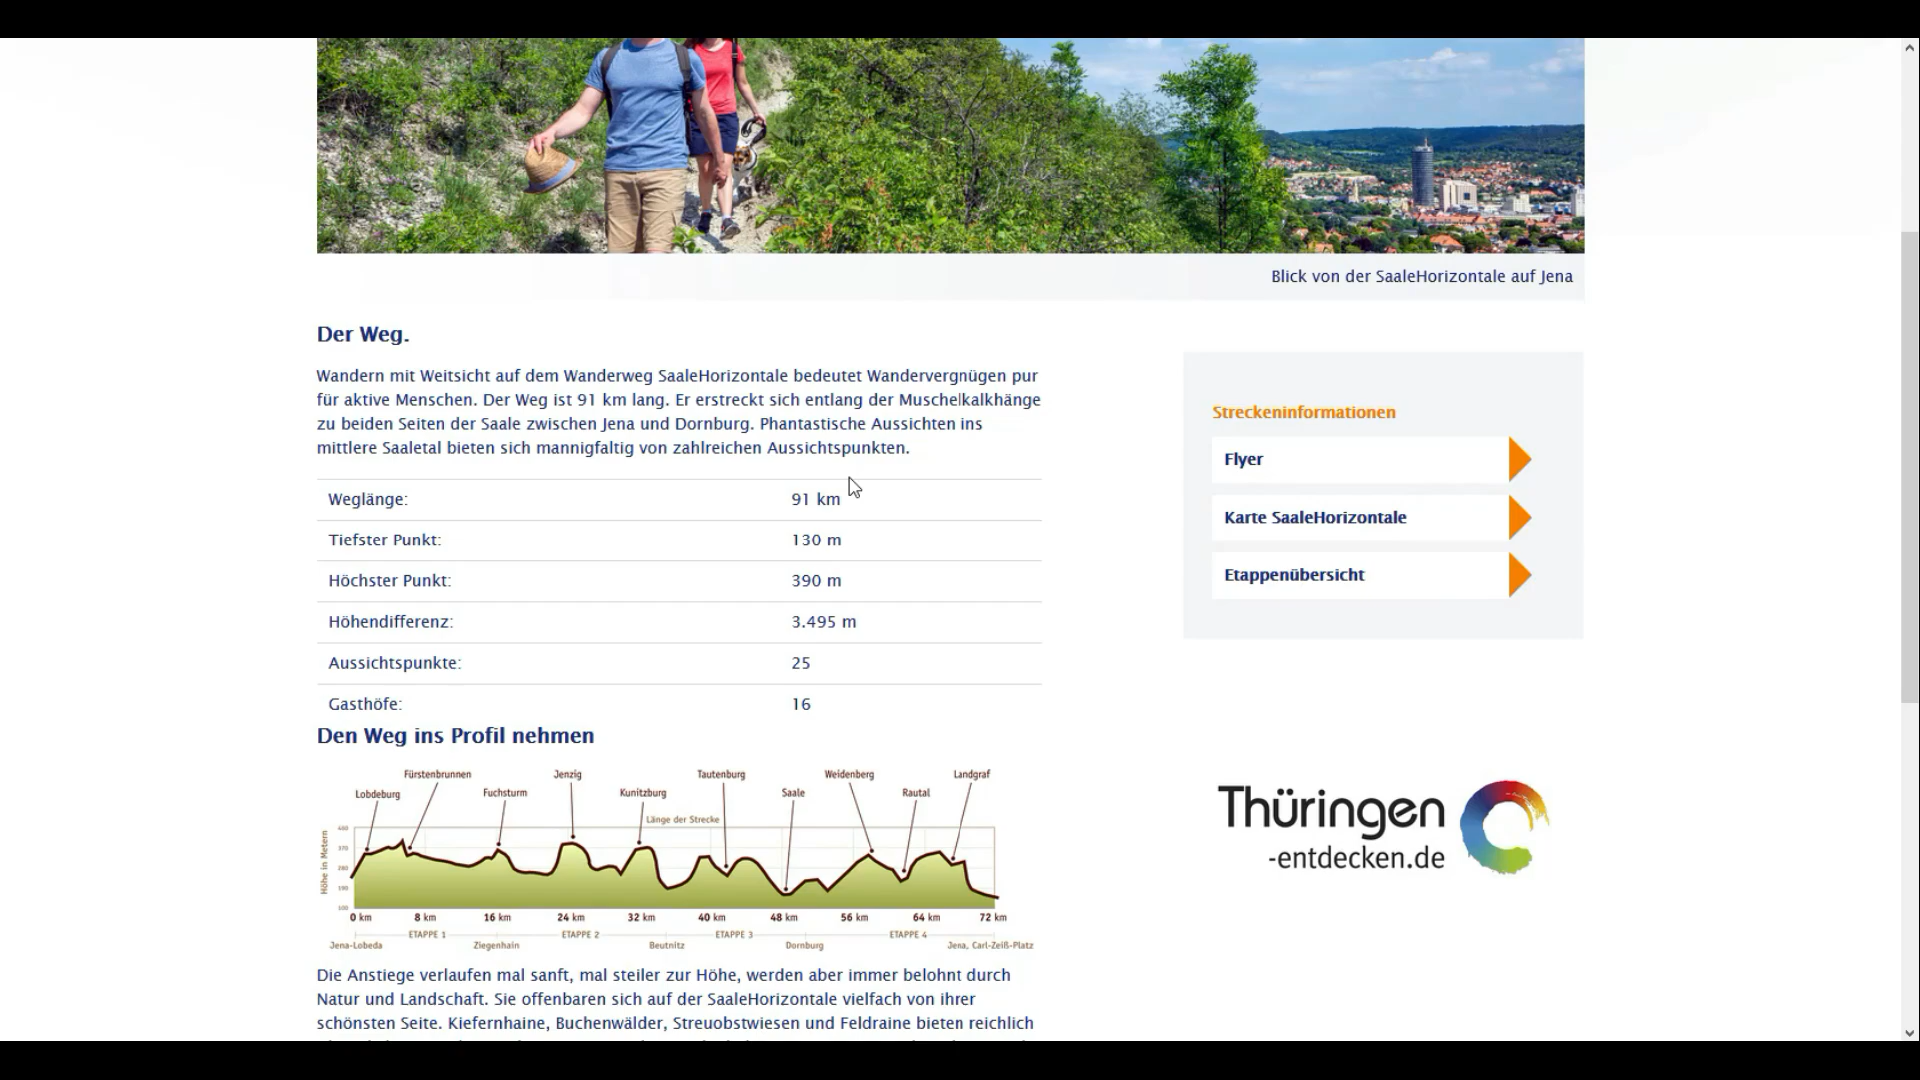 Blick von der SaaleHorizontale auf Jena
Der Weg.
Wandern mit Weitsicht auf dem Wanderweg SaaleHorizontale bedeutet Wandervergnügen pur
für aktive Menschen. Der Weg ist 91 km lang. Er erstreckt sich entlang der Muschelkalkhänge
zu beiden Seiten der Saale zwischen Jena und Dornburg. Phantastische Aussichten ins
mittlere Saaletal bieten sich mannigfaltig von zahlreichen Aussichtspunkten.
Weglänge: 91 km
Tiefster Punkt: 130 m
Höchster Punkt: 390 m
Höhendifferenz: 3.495 m
Aussichtspunkte: 25
Gasthöfe: 16
Streckeninformationen
Flyer
Karte SaaleHorizontale
Etappenübersicht
Den Weg ins Profil nehmen
Fürstenbrunnen Jenzig Tautenburg Weidenberg Landgraf
Lobdeburg Fuchsturm Kunitzburg Saale Rautal
Länge der Strecke
Höhe in Metern
370
280
190
100
0 km 8 km 16 km 24 km 32 km 40 km 48 km 56 km 64 km 72 km
ETAPPE 1 ETAPPE 2 ETAPPE 3 ETAPPE 4
Jena-Lobeda Ziegenhain Beutnitz Dornburg Jena, Carl-Zeiß-Platz
Thüringen
-entdecken.de
Die Anstiege verlaufen mal sanft, mal steiler zur Höhe, werden aber immer belohnt durch
Natur und Landschaft. Sie offenbaren sich auf der SaaleHorizontale vielfach von ihrer
schönsten Seite. Kiefernhaine, Buchenwälder, Streuobstwiesen und Feldraine bieten reichlich